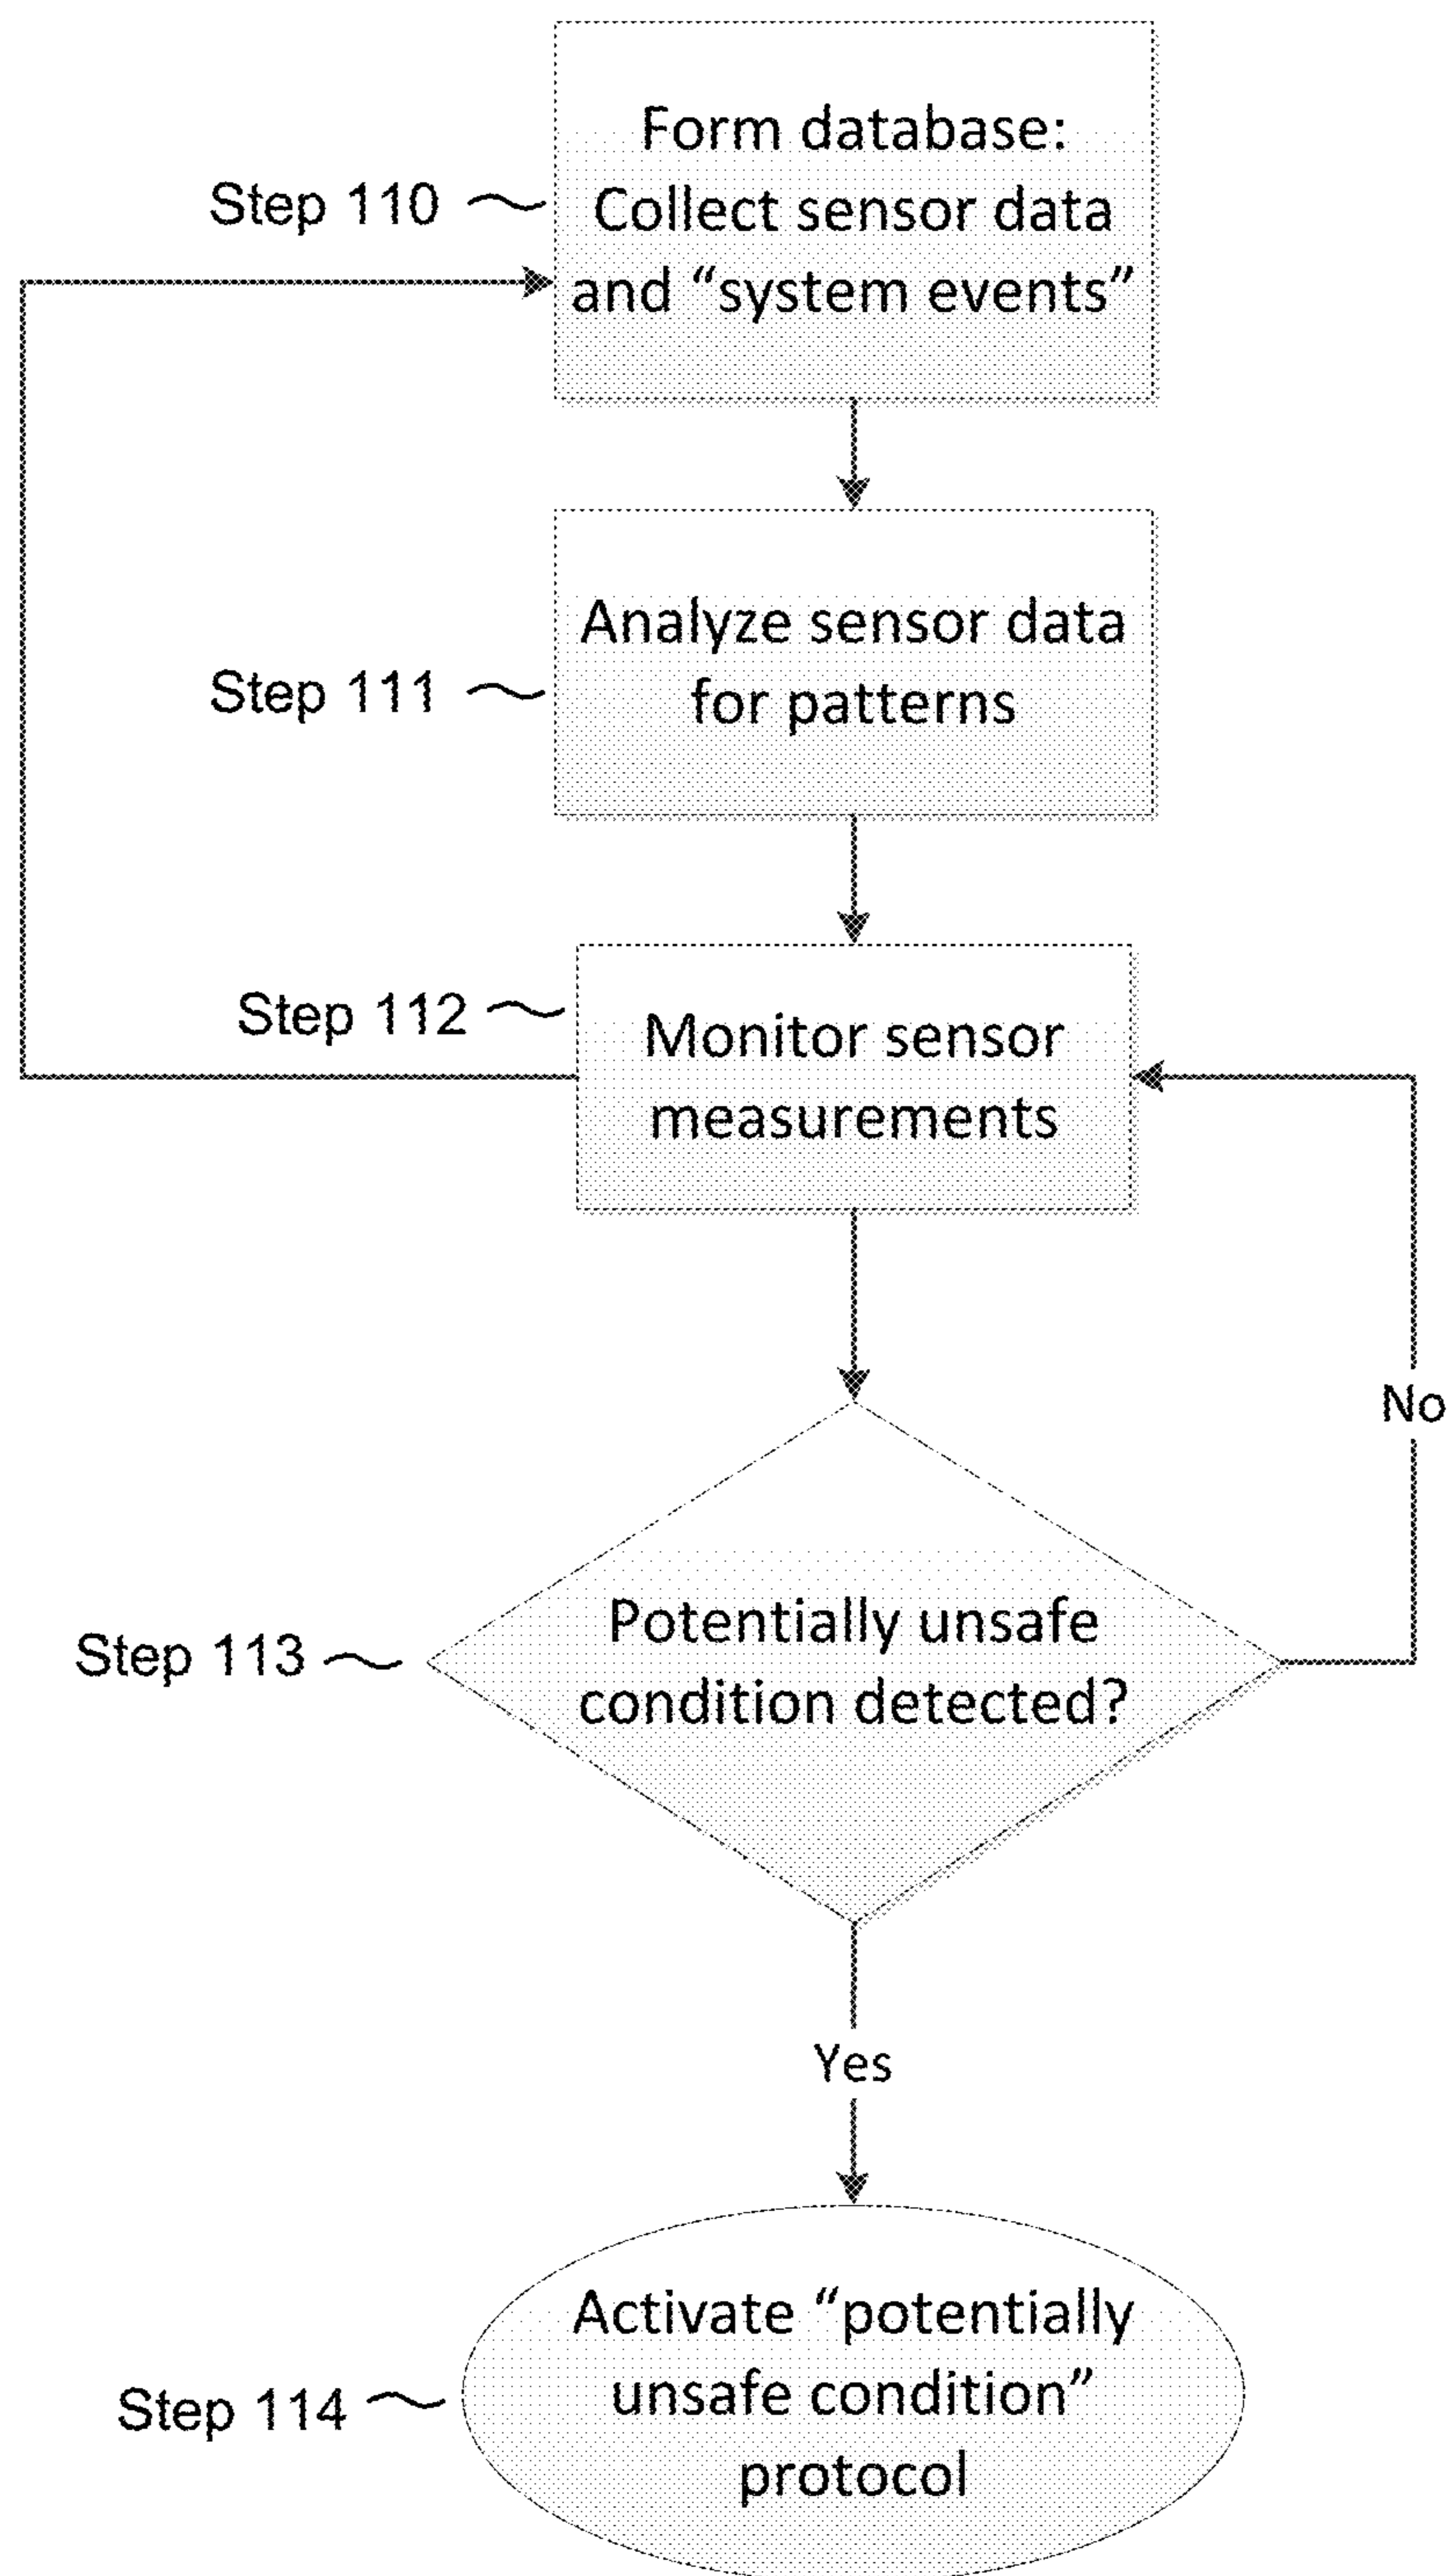 Form database:
Step 110
Collect sensor data
and “system events”
Analyze sensor data
Step 111
for patterns
Step 112
Monitor sensor
measurements
No
Potentially unsafe
Step 113
condition detected?
Yes
Activate “potentially
Step 114
unsafe condition”
protocol